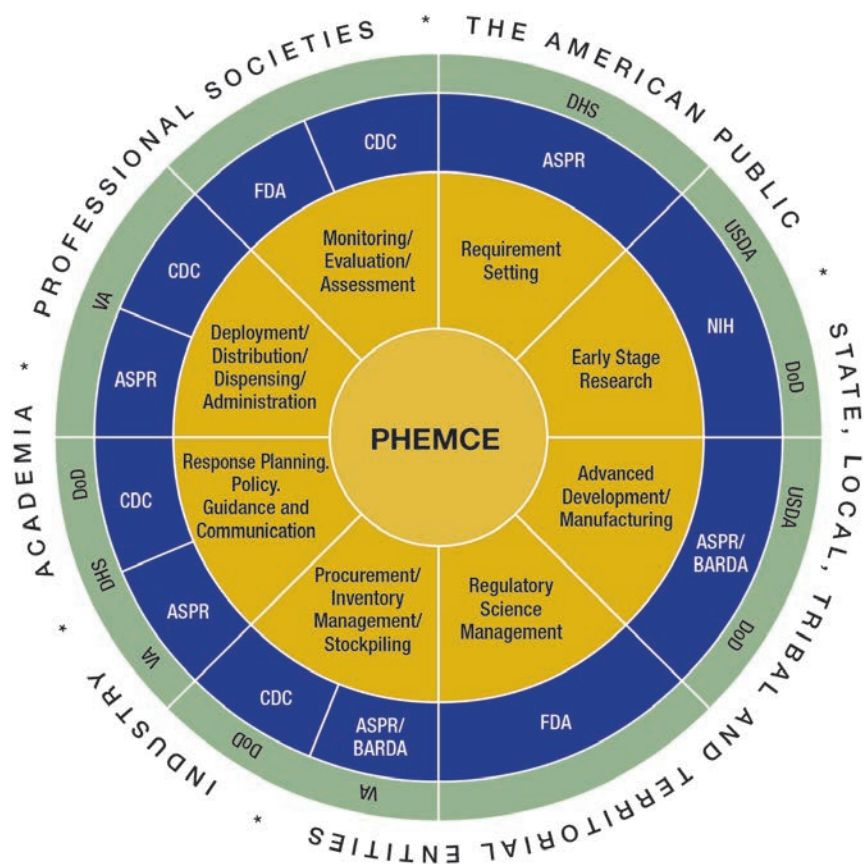 PROFESSIONAL SOCIETIES * THE AMERICAN PUBLIC * STATE, LOCAL, TRIBAL AND TERRITORIAL ENTITIES * INDUSTRY * ACADEMIA *
DHS
USDA
DoD
USDA
DoD
VA
DoD
VA
DHS
DoD
VA
ASPR
NIH
ASPR/
BARDA
FDA
ASPR/
BARDA
CDC
ASPR
CDC
ASPR
CDC
FDA
CDC
Requirement
Setting
Early Stage
Research
Advanced
Development/
Manufacturing
Regulatory
Science
Management
Procurement/
Inventory
Management/
Stockpiling
Response Planning.
Policy.
Guidance and
Communication
Deployment/
Distribution/
Dispensing/
Administration
Monitoring/
Evaluation/
Assessment
PHEMCE